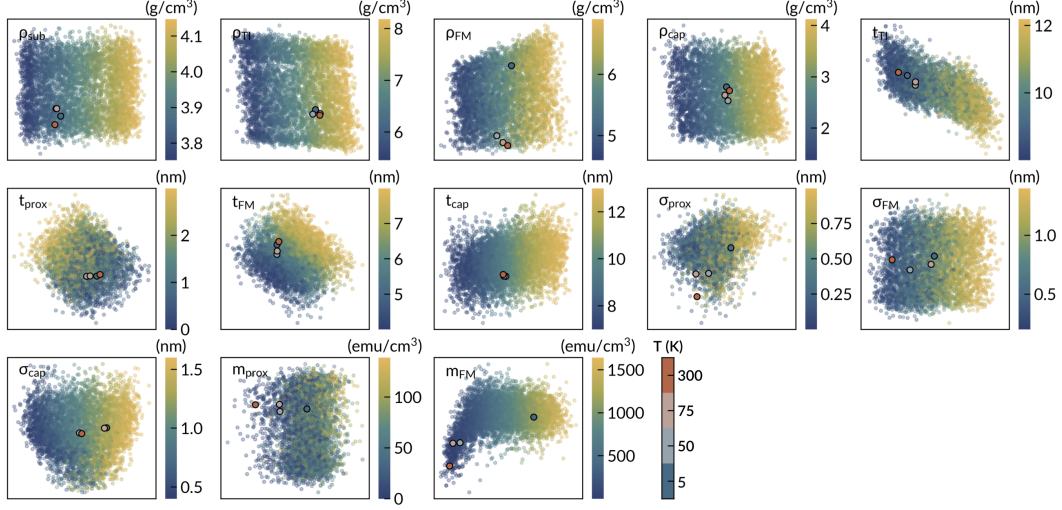 (g/cm³) (g/cm³) (g/cm³) (nm)
ρsub 4.1 4.0 3.9 3.8
ρTI 8 7 6
ρFM 6 5
ρcap 4 3 2
tTI 12 10
(nm) (nm) (nm) (nm)
tprox 2 1 0
tFM 7 6 5
tcap 12 10 8
σprox 0.75 0.50 0.25
σFM 1.0 0.5
(nm) (emu/cm³) (emu/cm³) T (K)
σcap 1.5 1.0 0.5
mprox 100 50 0
mFM 1500 1000 500
300
75
50
5